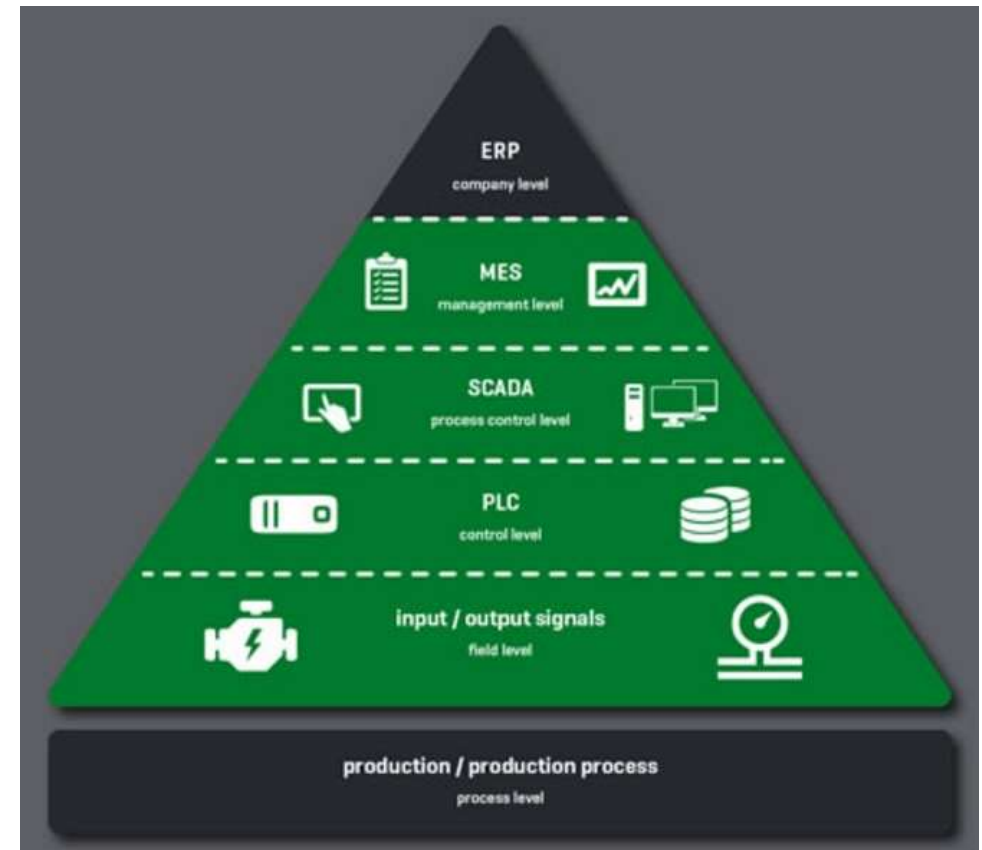 ERP
company level
MES
management level
SCADA
process control level
PLC
control level
input / output signals
field level
production / production process
process level